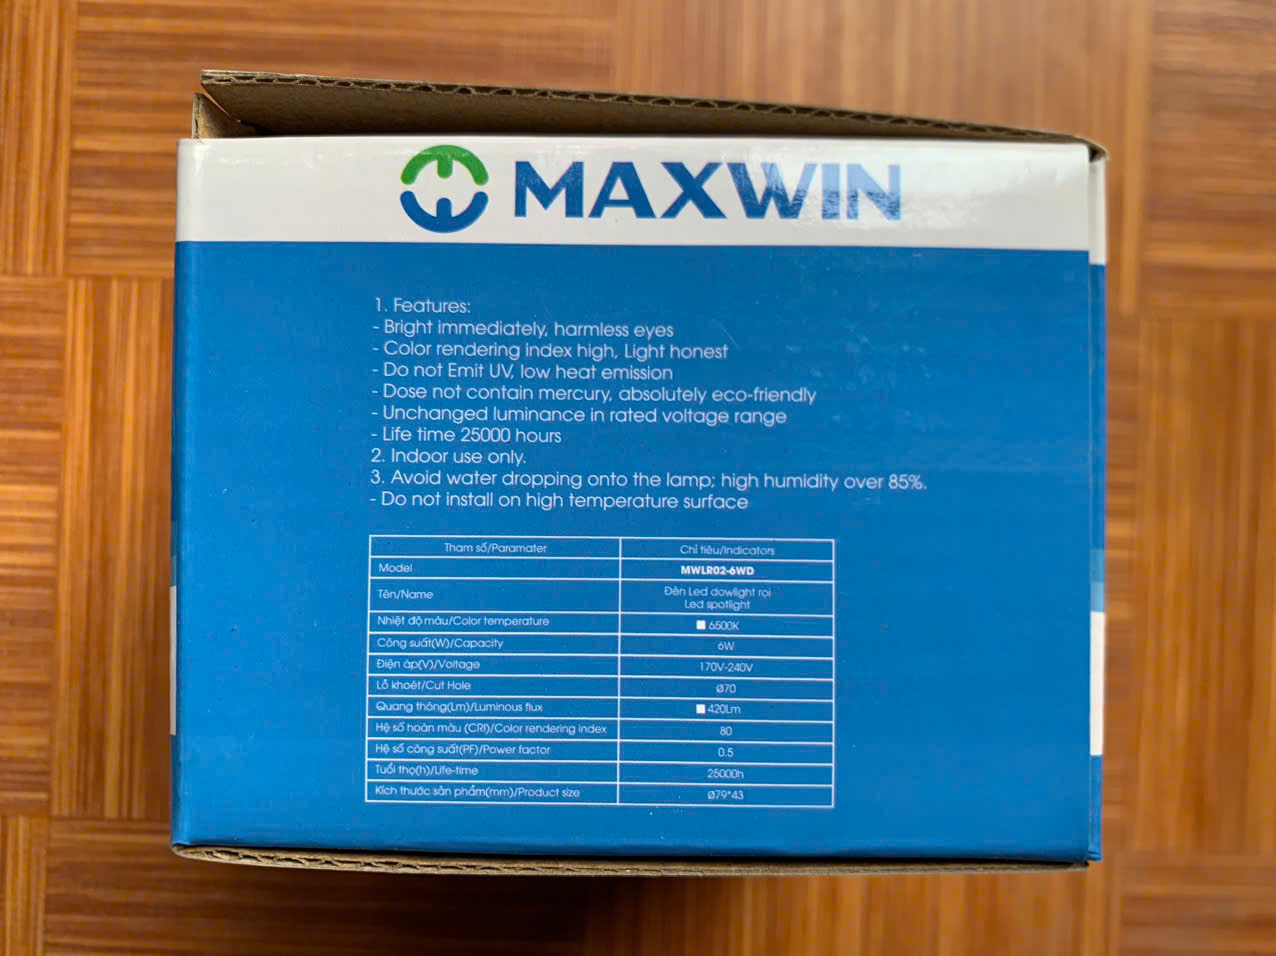 MAXWIN
1. Features:
- Bright immediately, harmless eyes
- Color rendering index high, Light honest
- Do not Emit UV, low heat emission
- Dose not contain mercury, absolutely eco-friendly
- Unchanged luminance in rated voltage range
- Life time 25000 hours
2. Indoor use only.
3. Avoid water dropping onto the lamp; high humidity over 85%.
- Do not install on high temperature surface
Tham số/Paramater Chỉ tiêu/Indicators
Model MWLR02-6WD
Tên/Name Đèn Led dowlight rọi
Led spotlight
Nhiệt độ màu/Color temperature 6500K
Công suất(W)/Capacity 6W
Điện áp(V)/Voltage 170V-240V
Lỗ khoét/Cut Hole Ø70
Quang thông(Lm)/Luminous flux 420Lm
Hệ số hoàn màu (CRI)/Color rendering index 80
Hệ số công suất(PF)/Power factor 0.5
Tuổi thọ(h)/Life-time 25000h
Kích thước sản phẩm(mm)/Product size Ø79*43